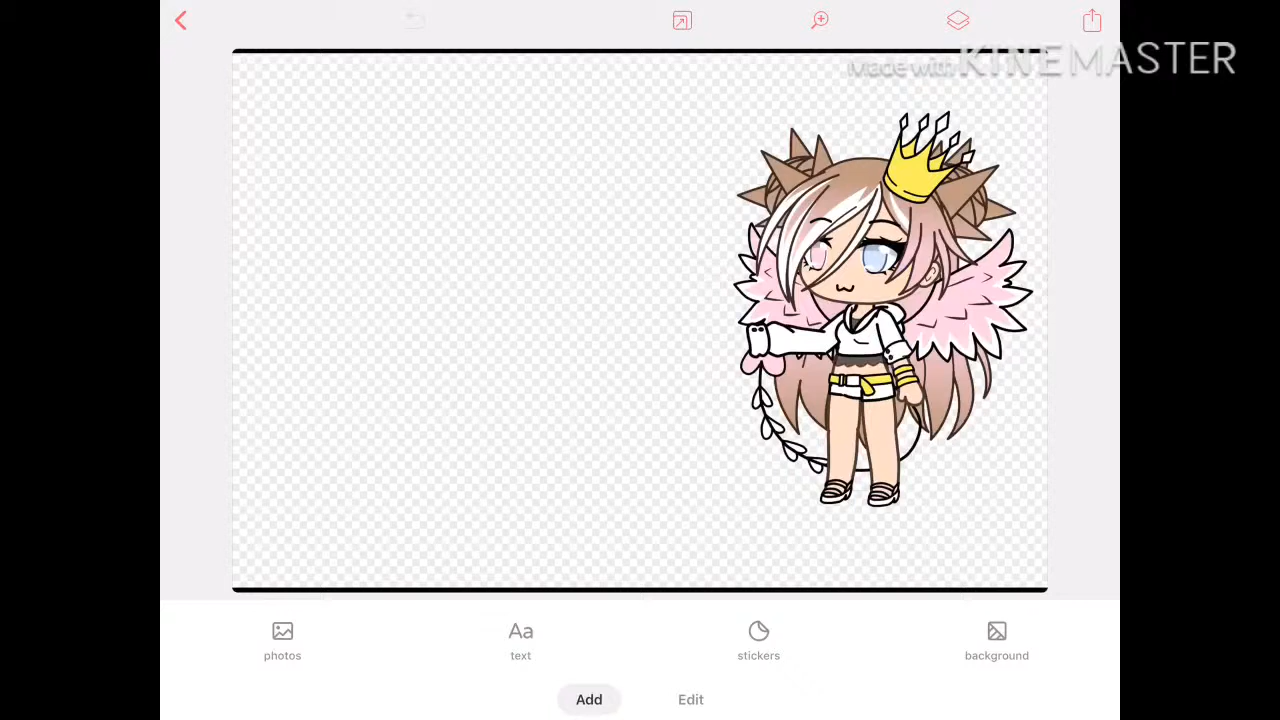 Made with KINEMASTER
photos
text
stickers
background
Add
Edit